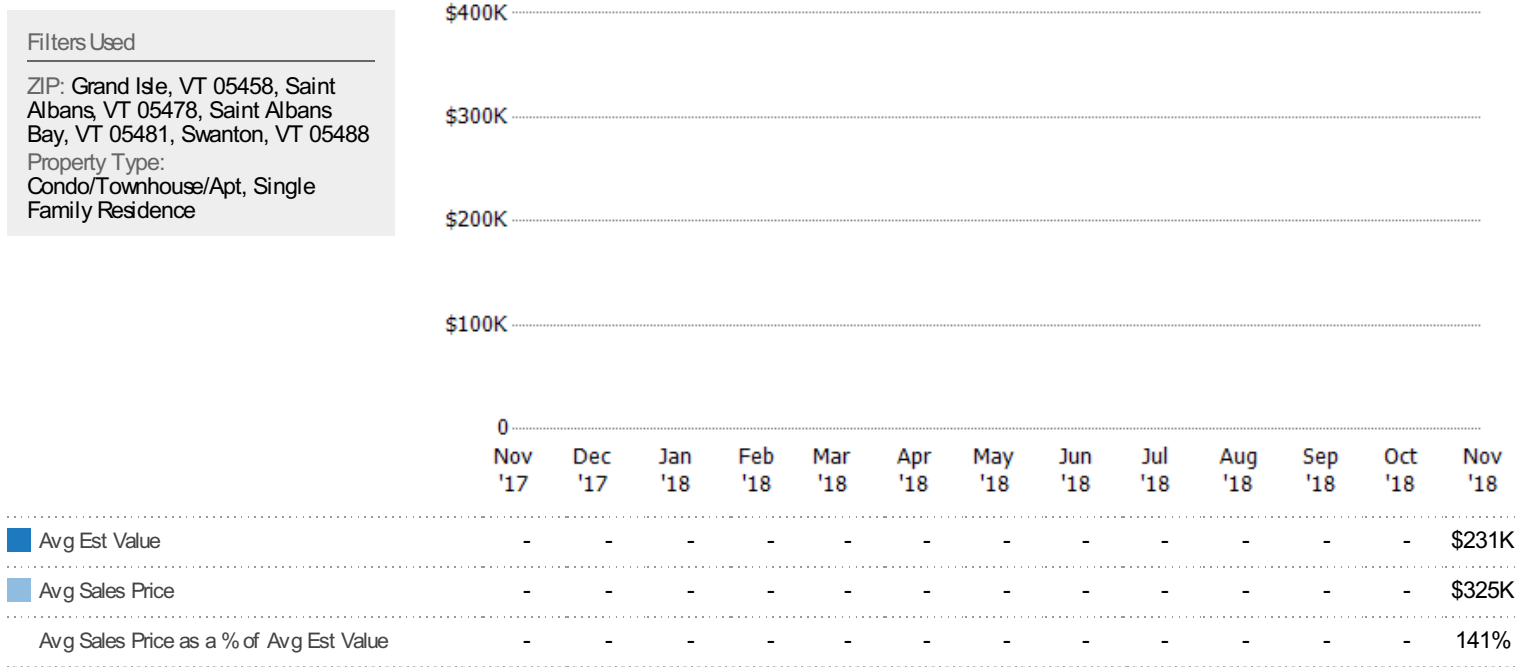 Filters Used
ZIP: Grand Isle, VT 05458, Saint
Albans, VT 05478, Saint Albans
Bay, VT 05481, Swanton, VT 05488
Property Type:
Condo/Townhouse/Apt, Single
Family Residence
$400K
$300K
$200K
$100K
0
Nov Dec Jan Feb Mar Apr May Jun Jul Aug Sep Oct Nov
'17 '17 '18 '18 '18 '18 '18 '18 '18 '18 '18 '18 '18
Avg Est Value - - - - - - - - - - - - $231K
Avg Sales Price - - - - - - - - - - - - $325K
Avg Sales Price as a % of Avg Est Value - - - - - - - - - - - - 141%